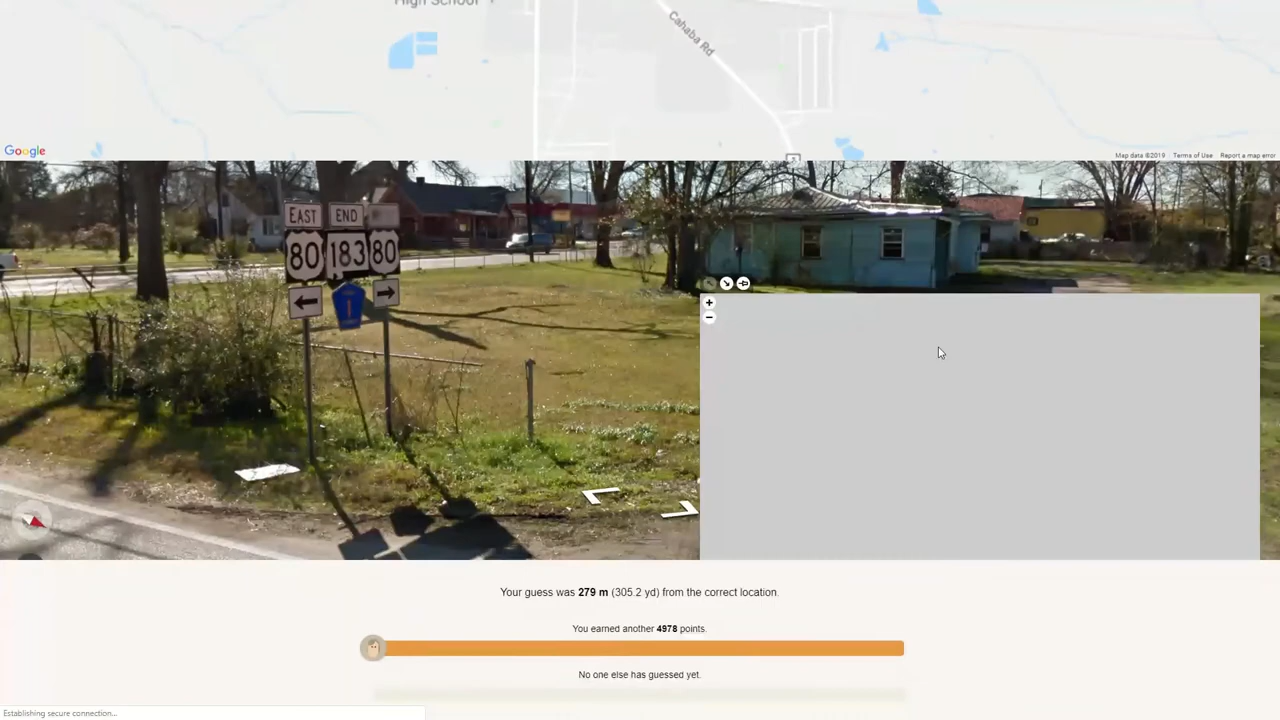 High School
Cahaba Rd
Google
Map data ©2019 Terms of Use Report a map error
EAST END
80 183 80
+
−
Your guess was 279 m (305.2 yd) from the correct location.
You earned another 4978 points.
No one else has guessed yet.
Establishing secure connection...